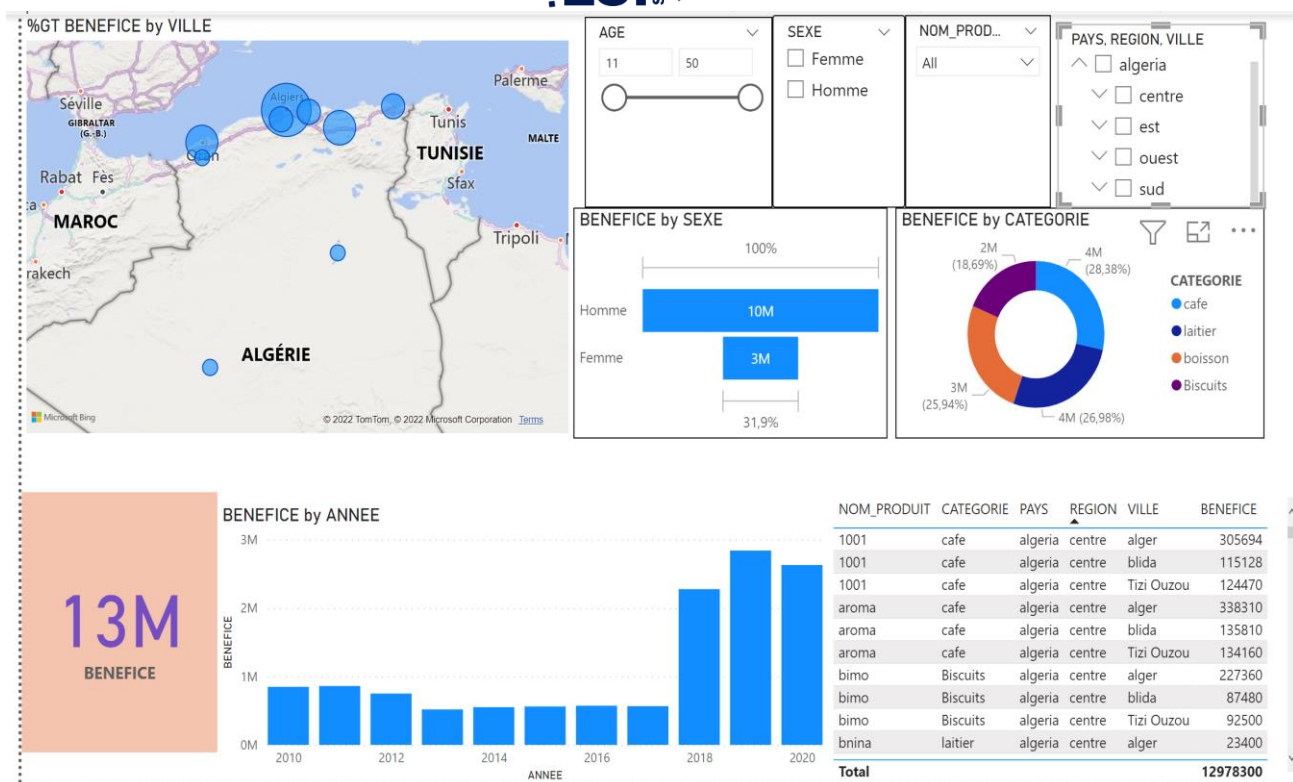 %GT BENEFICE by VILLE
Séville
GIBRALTAR
(G.-B.)
Rabat Fès
MAROC
rakech
Oran
Algiers
Palerme
Tunis
TUNISIE
MALTE
Sfax
Tripoli
ALGÉRIE
Microsoft Bing
© 2022 TomTom, © 2022 Microsoft Corporation Terms
AGE
11 50
SEXE
Femme
Homme
NOM_PROD...
All
PAYS, REGION, VILLE
algeria
centre
est
ouest
sud
BENEFICE by SEXE
100%
Homme 10M
Femme 3M
31,9%
BENEFICE by CATEGORIE
2M
(18,69%)
4M
(28,38%)
3M
(25,94%)
4M (26,98%)
CATEGORIE
cafe
laitier
boisson
Biscuits
13M
BENEFICE
BENEFICE by ANNEE
3M
2M
1M
0M
BENEFICE
2010 2012 2014 2016 2018 2020
ANNEE
NOM_PRODUIT CATEGORIE PAYS REGION VILLE BENEFICE
1001 cafe algeria centre alger 305694
1001 cafe algeria centre blida 115128
1001 cafe algeria centre Tizi Ouzou 124470
aroma cafe algeria centre alger 338310
aroma cafe algeria centre blida 135810
aroma cafe algeria centre Tizi Ouzou 134160
bimo Biscuits algeria centre alger 227360
bimo Biscuits algeria centre blida 87480
bimo Biscuits algeria centre Tizi Ouzou 92500
bnina laitier algeria centre alger 23400
Total 12978300